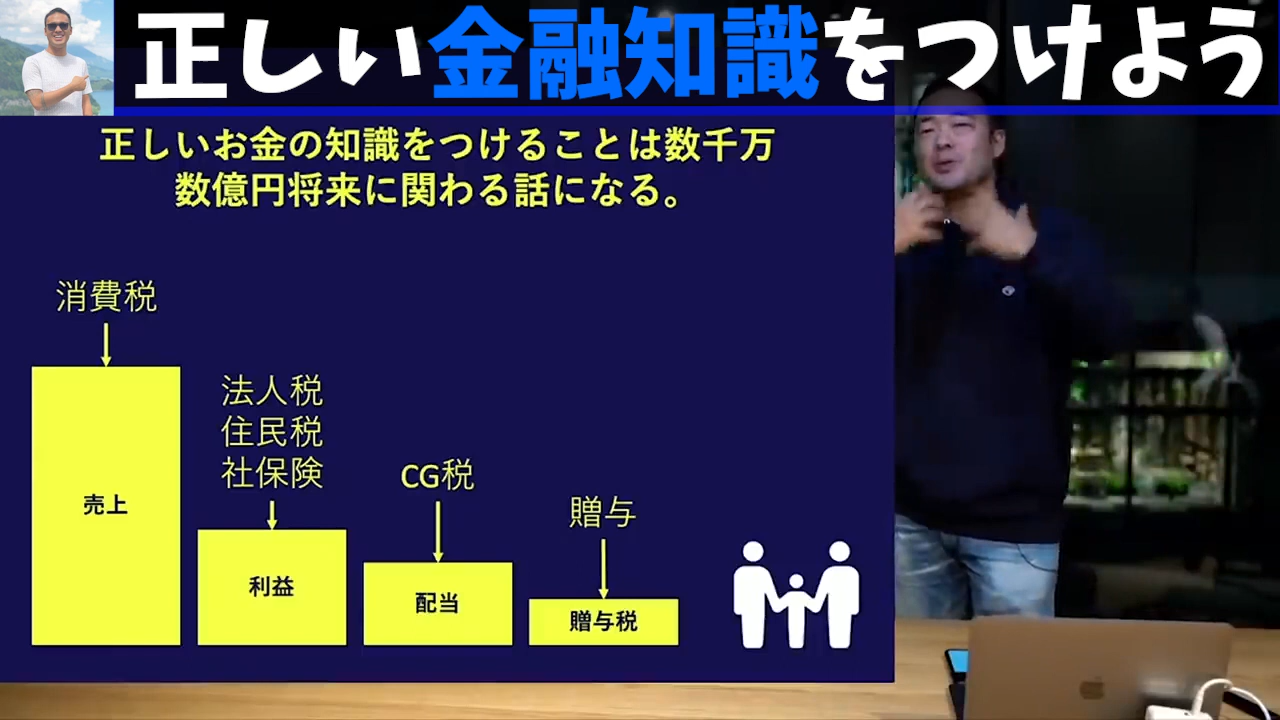 正しい金融知識をつけよう
正しいお金の知識をつけることは数千万
数億円将来に関わる話になる。
消費税
売上
法人税
住民税
社保険
利益
CG税
配当
贈与
贈与税